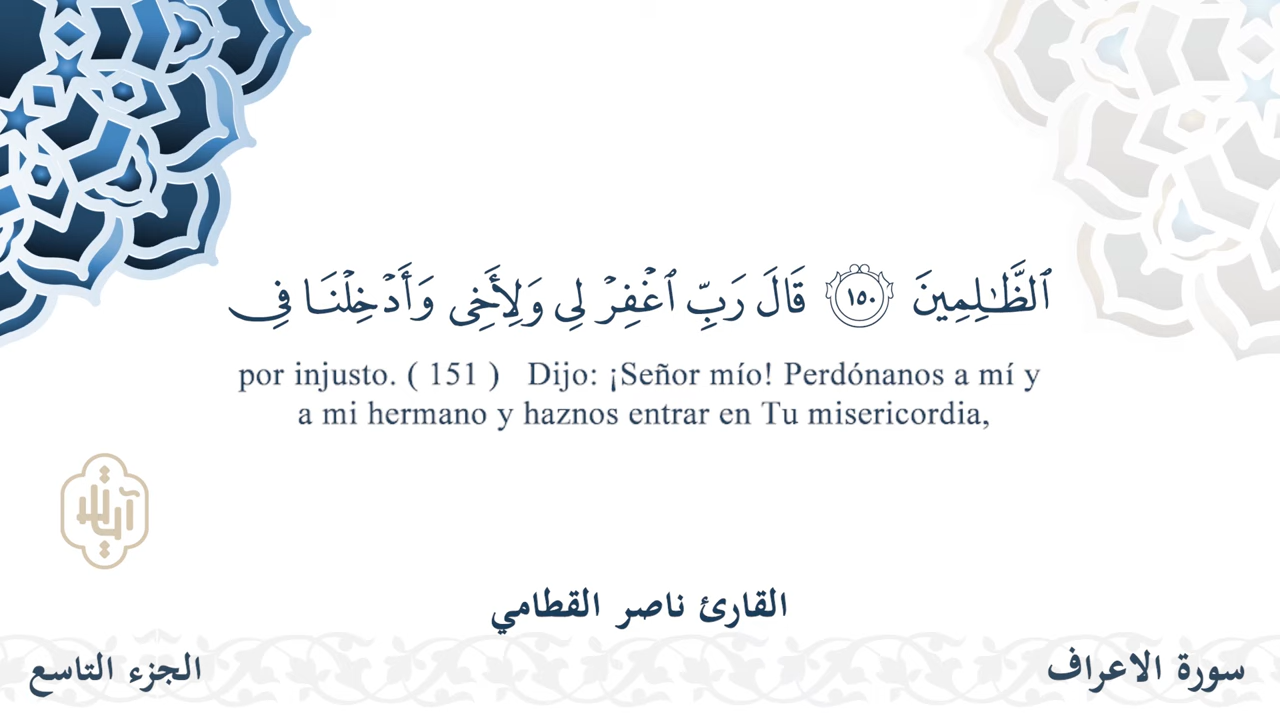 ٱلظَّـٰلِمِينَ ١٥٠ قَالَ رَبِّ ٱغْفِرْ لِى وَلِأَخِى وَأَدْخِلْنَا فِى
por injusto. ( 151 ) Dijo: ¡Señor mío! Perdónanos a mí y
a mi hermano y haznos entrar en Tu misericordia,
القارئ ناصر القطامي
سورة الاعراف
الجزء التاسع